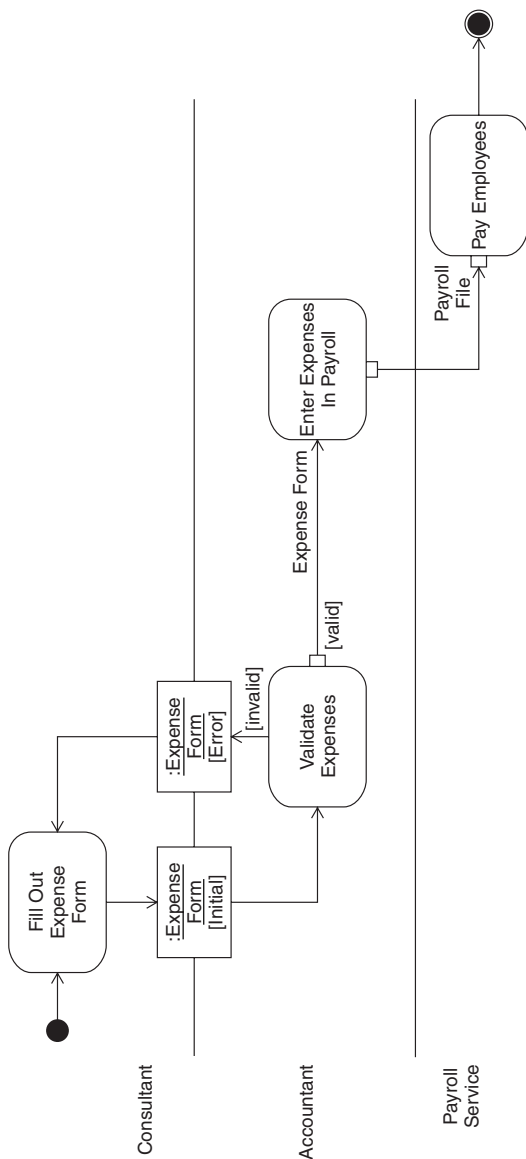 Consultant
Fill Out
Expense
Form
:Expense
Form
[Initial]
:Expense
Form
[Error]
Accountant
Validate
Expenses
[invalid]
[valid]
Expense Form
Enter Expenses
In Payroll
Payroll
Service
Payroll
File
Pay Employees